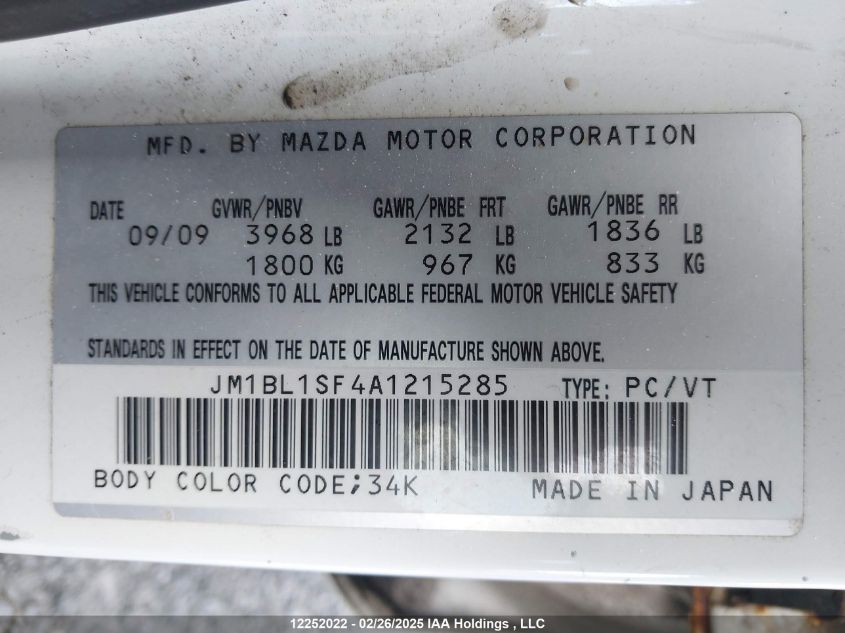 MFD. BY MAZDA MOTOR CORPORATION
DATE GVWR/PNBV GAWR/PNBE FRT GAWR/PNBE RR
09/09 3968 LB 2132 LB 1836 LB
1800 KG 967 KG 833 KG
THIS VEHICLE CONFORMS TO ALL APPLICABLE FEDERAL MOTOR VEHICLE SAFETY
STANDARDS IN EFFECT ON THE DATE OF MANUFACTURE SHOWN ABOVE.
JM1BL1SF4A1215285 TYPE: PC/VT
BODY COLOR CODE;34K MADE IN JAPAN
12252022 - 02/26/2025 IAA Holdings , LLC